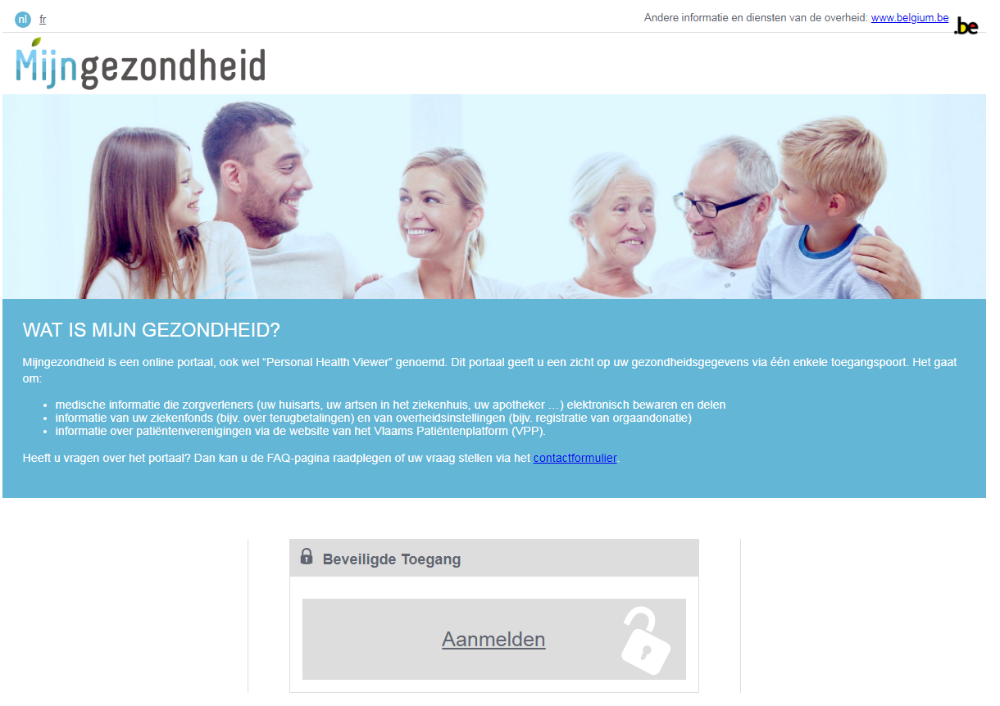 nl fr
Andere informatie en diensten van de overheid: www.belgium.be
.be
Mijngezondheid
WAT IS MIJN GEZONDHEID?
Mijngezondheid is een online portaal, ook wel “Personal Health Viewer” genoemd. Dit portaal geeft u een zicht op uw gezondheidsgegevens via één enkele toegangspoort. Het gaat
om:
• medische informatie die zorgverleners (uw huisarts, uw artsen in het ziekenhuis, uw apotheker …) elektronisch bewaren en delen
• informatie van uw ziekenfonds (bijv. over terugbetalingen) en van overheidsinstellingen (bijv. registratie van orgaandonatie)
• informatie over patiëntenverenigingen via de website van het Vlaams Patiëntenplatform (VPP).
Heeft u vragen over het portaal? Dan kan u de FAQ-pagina raadplegen of uw vraag stellen via het contactformulier.
Beveiligde Toegang
Aanmelden